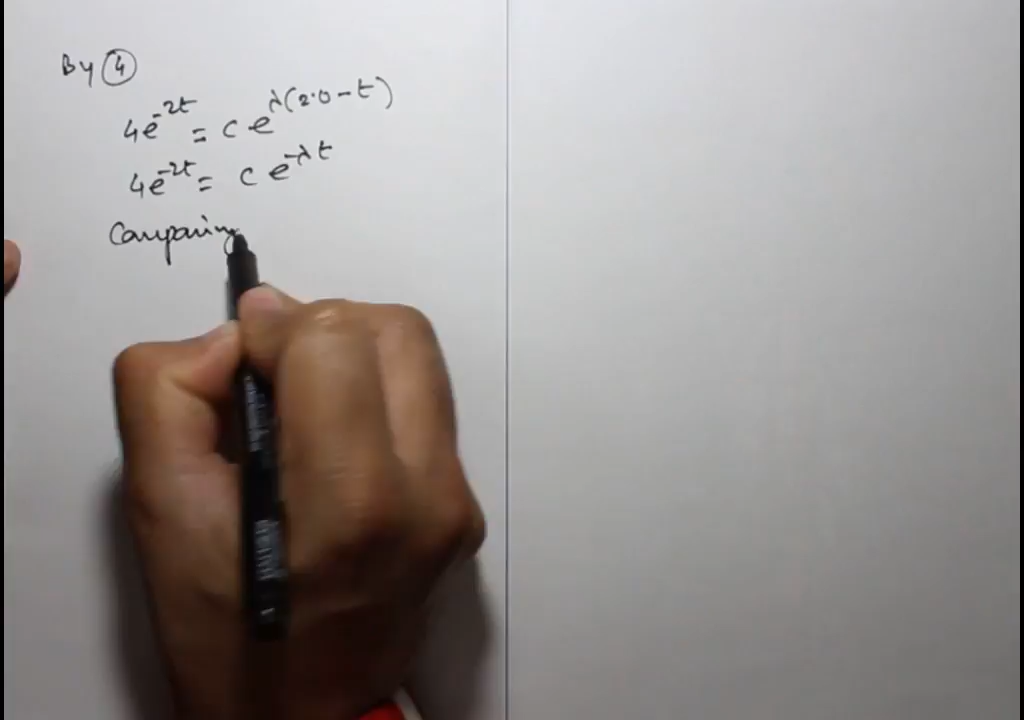 By ④
4e^{-2t} = c e^{λ(2·0-t)}
4e^{-2t} = c e^{-λt}
Comparing